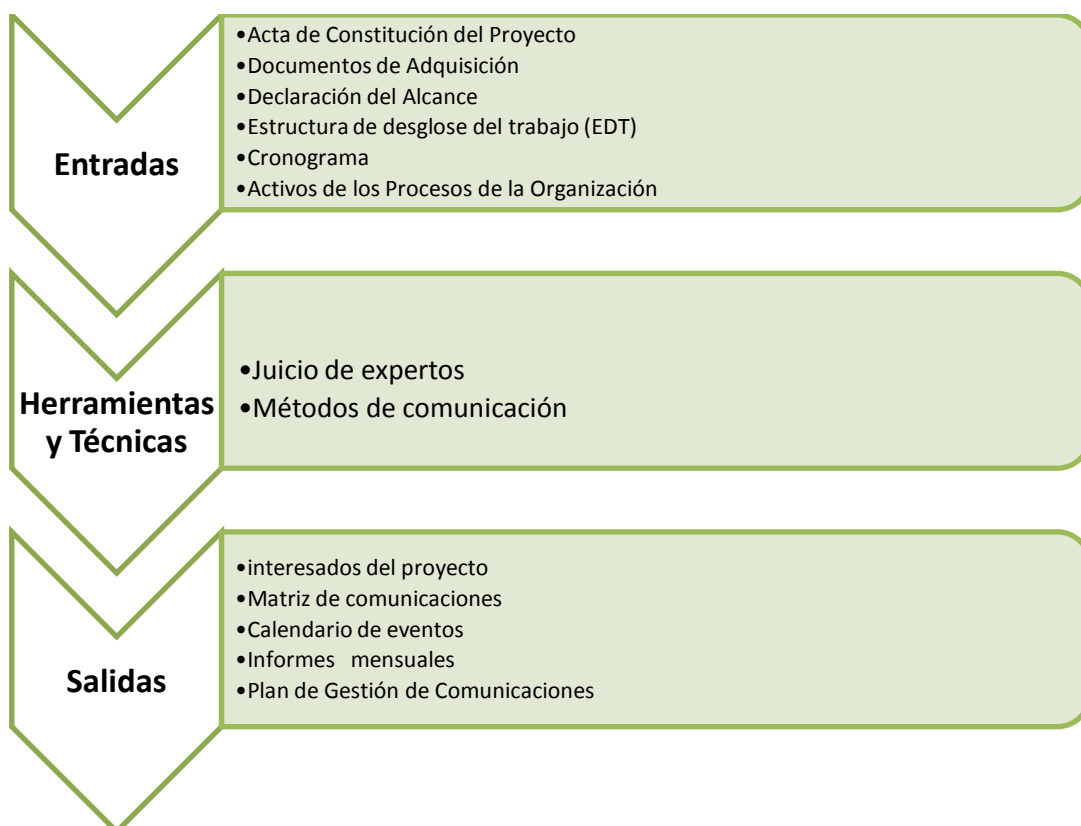 •Acta de Constitución del Proyecto
•Documentos de Adquisición
•Declaración del Alcance
•Estructura de desglose del trabajo (EDT)
•Cronograma
•Activos de los Procesos de la Organización
Entradas
•Juicio de expertos
•Métodos de comunicación
Herramientas
y Técnicas
•interesados del proyecto
•Matriz de comunicaciones
•Calendario de eventos
•Informes mensuales
•Plan de Gestión de Comunicaciones
Salidas